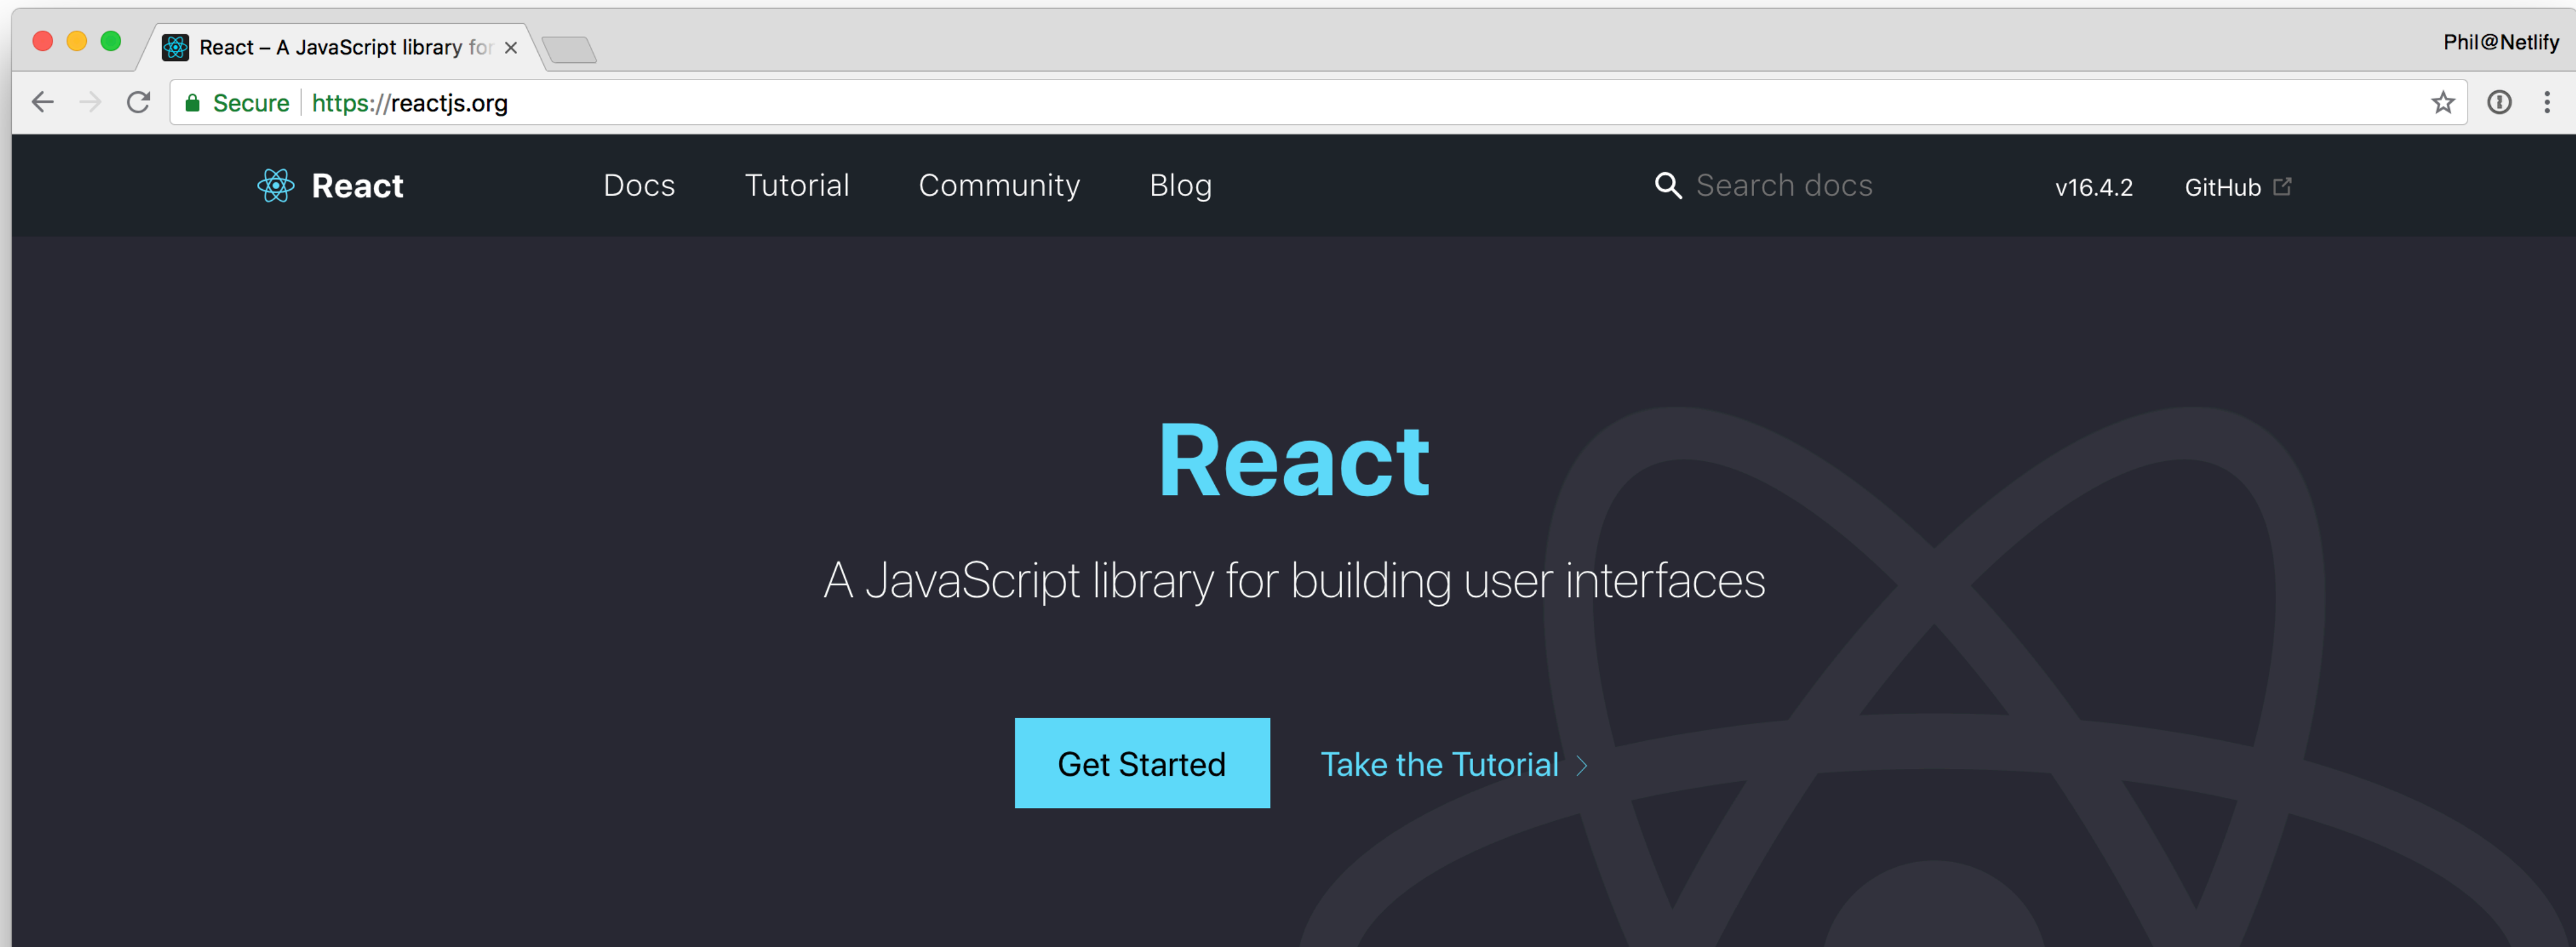 React – A JavaScript library for
Phil@Netlify
Secure https://reactjs.org
React Docs Tutorial Community Blog Search docs v16.4.2 GitHub
React
A JavaScript library for building user interfaces
Get Started Take the Tutorial